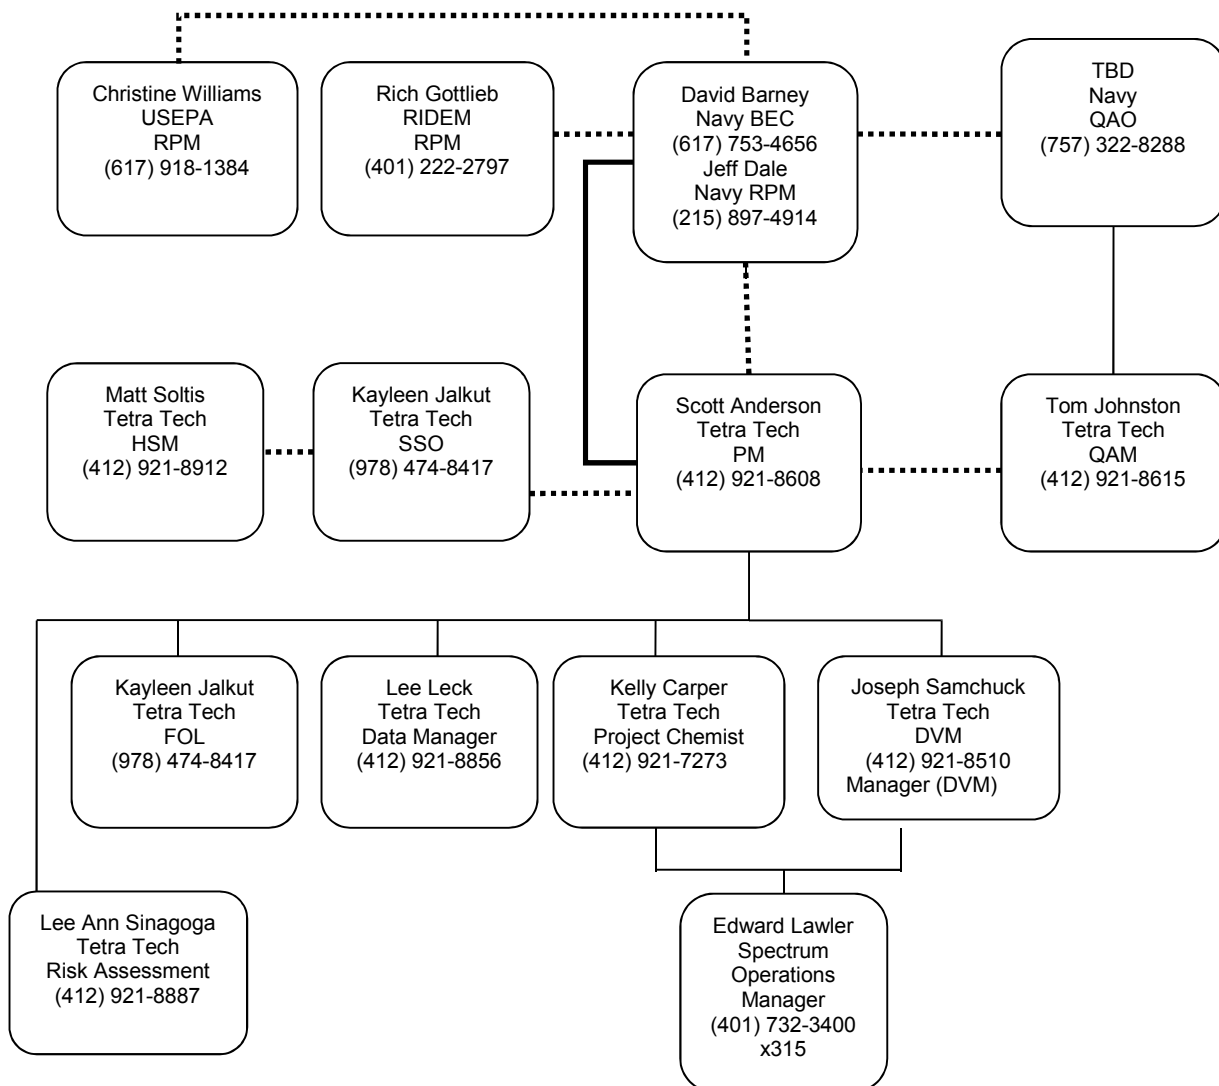 Christine Williams
USEPA
RPM
(617) 918-1384
Rich Gottlieb
RIDEM
RPM
(401) 222-2797
David Barney
Navy BEC
(617) 753-4656
Jeff Dale
Navy RPM
(215) 897-4914
TBD
Navy
QAO
(757) 322-8288
Matt Soltis
Tetra Tech
HSM
(412) 921-8912
Kayleen Jalkut
Tetra Tech
SSO
(978) 474-8417
Scott Anderson
Tetra Tech
PM
(412) 921-8608
Tom Johnston
Tetra Tech
QAM
(412) 921-8615
Kayleen Jalkut
Tetra Tech
FOL
(978) 474-8417
Lee Leck
Tetra Tech
Data Manager
(412) 921-8856
Kelly Carper
Tetra Tech
Project Chemist
(412) 921-7273
Joseph Samchuck
Tetra Tech
DVM
(412) 921-8510
Manager (DVM)
Lee Ann Sinagoga
Tetra Tech
Risk Assessment
(412) 921-8887
Edward Lawler
Spectrum
Operations
Manager
(401) 732-3400
x315